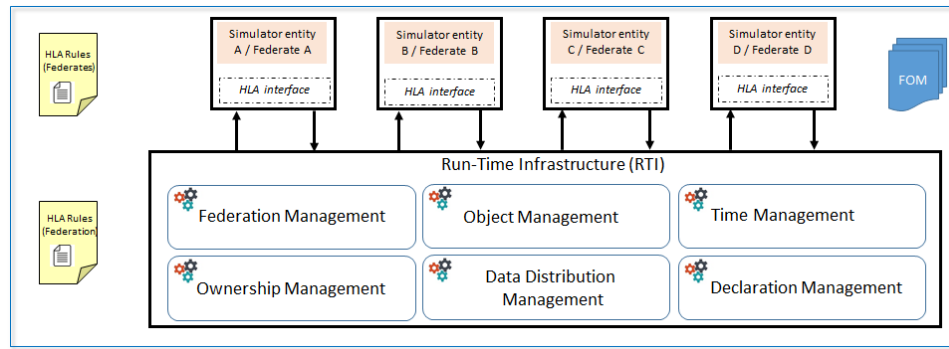 HLA Rules
(Federates)
Simulator entity
A / Federate A
HLA interface
Simulator entity
B / Federate B
HLA interface
Simulator entity
C / Federate C
HLA interface
Simulator entity
D / Federate D
HLA interface
FOM
HLA Rules
(Federation)
Run-Time Infrastructure (RTI)
Federation Management
Object Management
Time Management
Ownership Management
Data Distribution
Management
Declaration Management